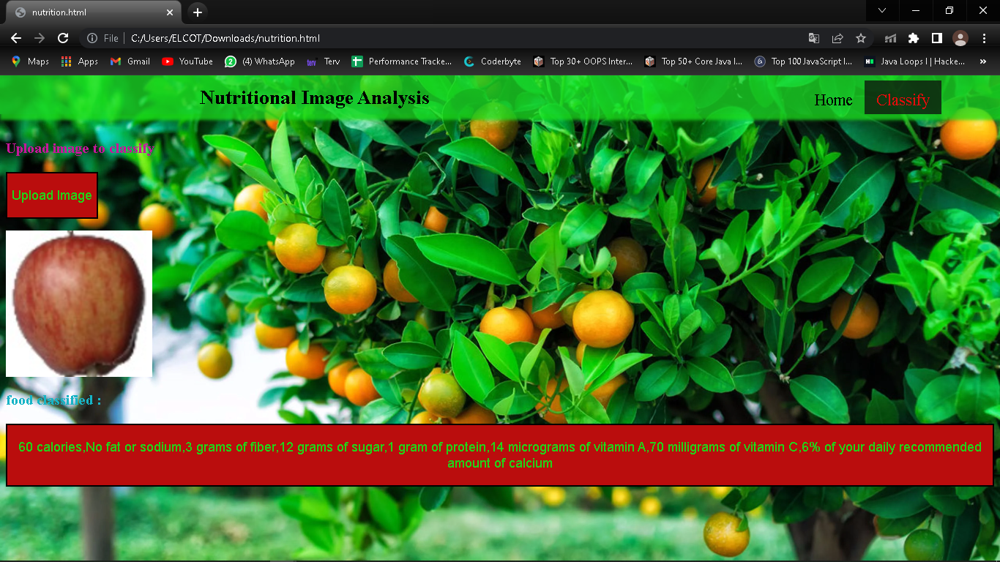 nutrition.html
File
C:/Users/ELCOT/Downloads/nutrition.html
Maps
Apps
Gmail
YouTube
(4) WhatsApp
terv
Terv
Performance Tracke...
Coderbyte
Top 30+ OOPS Inter...
Top 50+ Core Java I...
Top 100 JavaScript I...
Java Loops I | Hacke...
Nutritional Image Analysis
Home
Classify
Upload image to classify
Upload Image
food classified :
60 calories,No fat or sodium,3 grams of fiber,12 grams of sugar,1 gram of protein,14 micrograms of vitamin A,70 milligrams of vitamin C,6% of your daily recommended
amount of calcium